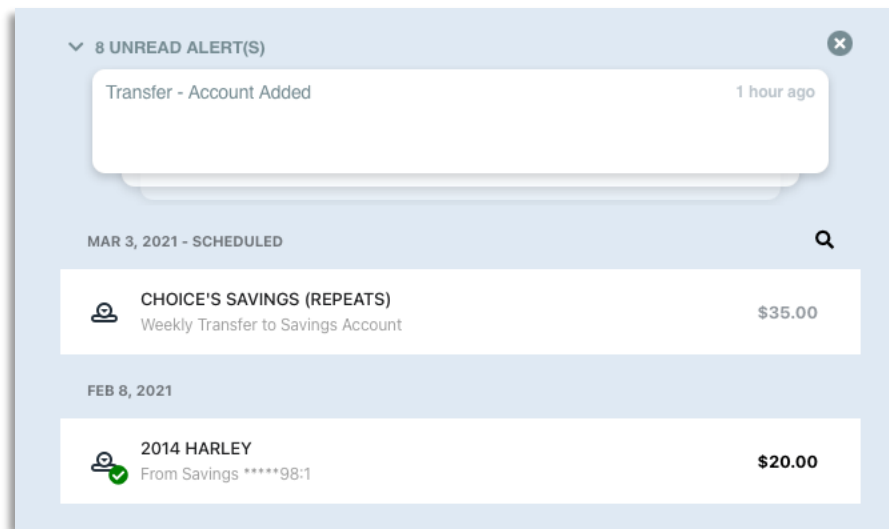 8 UNREAD ALERT(S)
Transfer - Account Added
1 hour ago
MAR 3, 2021 - SCHEDULED
CHOICE'S SAVINGS (REPEATS)
Weekly Transfer to Savings Account
$35.00
FEB 8, 2021
2014 HARLEY
From Savings *****98:1
$20.00